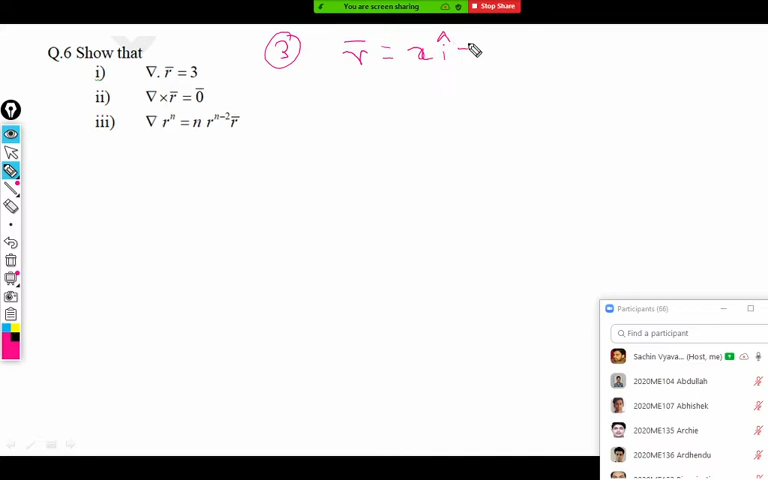 You are screen sharing Stop Share
Q.6 Show that
i) ∇. r̅ = 3
ii) ∇ × r̅ = 0̅
iii) ∇ rⁿ = n rⁿ⁻² r̅
3 r̅ = x î -
Participants (66)
Find a participant
Sachin Vyava... (Host, me)
2020ME104 Abdullah
2020ME107 Abhishek
2020ME135 Archie
2020ME136 Ardhendu